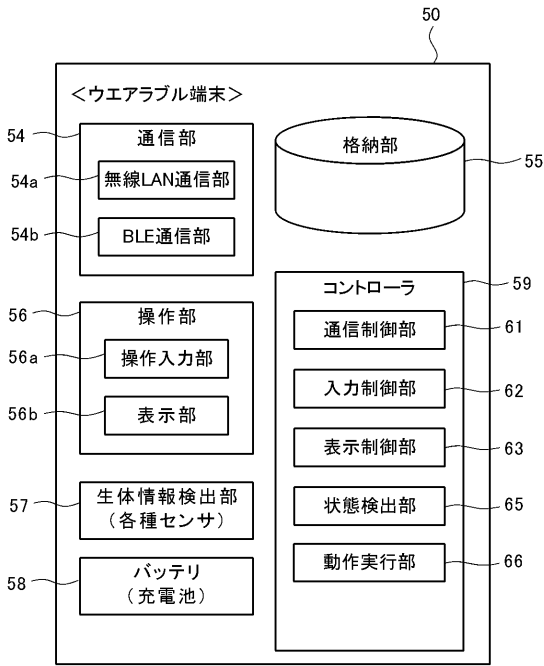 50
<ウエアラブル端末>
54
通信部
54a
無線LAN通信部
54b
BLE通信部
格納部
55
56
操作部
56a
操作入力部
56b
表示部
57
生体情報検出部
(各種センサ)
58
バッテリ
(充電池)
コントローラ
59
通信制御部
61
入力制御部
62
表示制御部
63
状態検出部
65
動作実行部
66